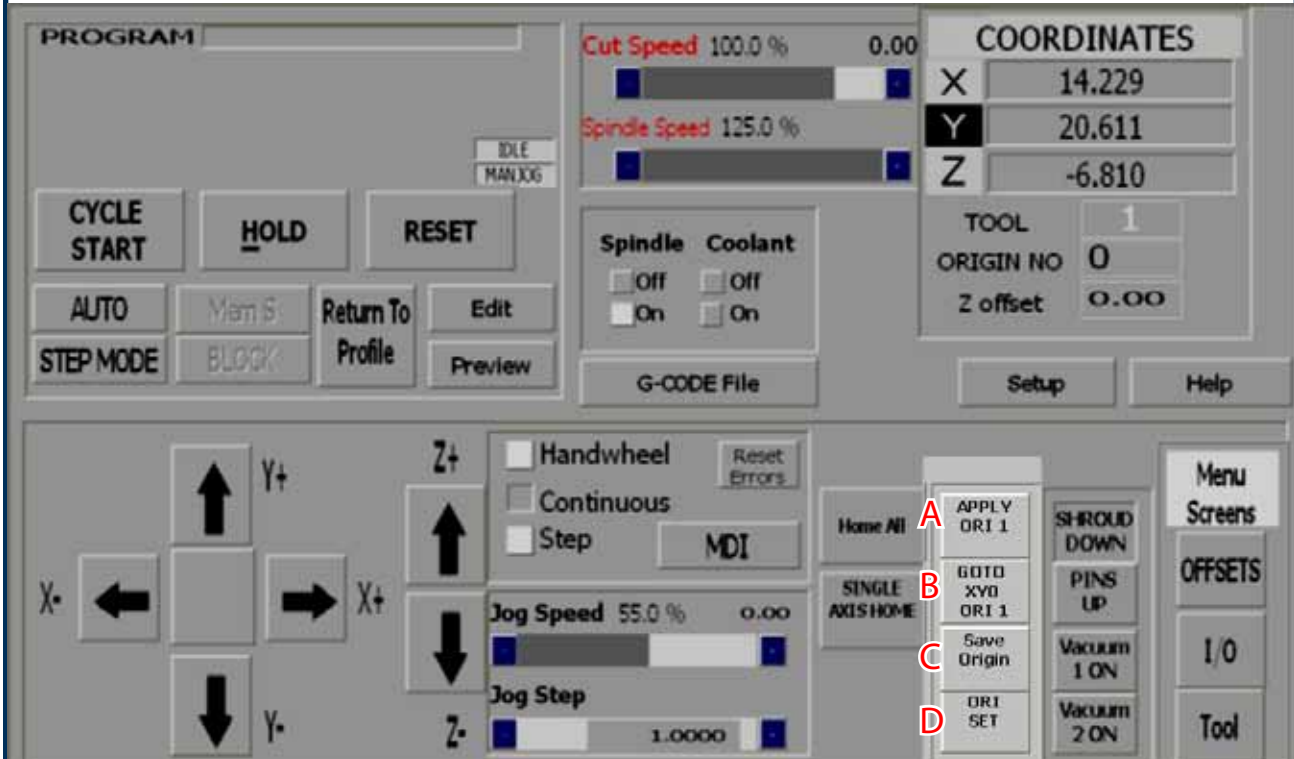 PROGRAM
IDLE
MANJOG
CYCLE
START
HOLD
RESET
AUTO
Mem S
Return To
Profile
Edit
STEP MODE
BLOCK
Preview
Cut Speed 100.0 % 0.00
Spindle Speed 125.0 %
Spindle Coolant
Off Off
On On
G-CODE File
COORDINATES
X 14.229
Y 20.611
Z -6.810
TOOL 1
ORIGIN NO 0
Z offset 0.00
Setup
Help
Y+
X-
X+
Y-
Z+
Z-
Handwheel
Reset
Errors
Continuous
Step
MDI
Jog Speed 55.0 % 0.00
Jog Step
1.0000
Home All
SINGLE
AXIS HOME
A
APPLY
ORI 1
B
GOTO
XY0
ORI 1
C
Save
Origin
D
ORI
SET
SHROUD
DOWN
PINS
UP
Vacuum
1 ON
Vacuum
2 ON
Menu
Screens
OFFSETS
I/O
Tool